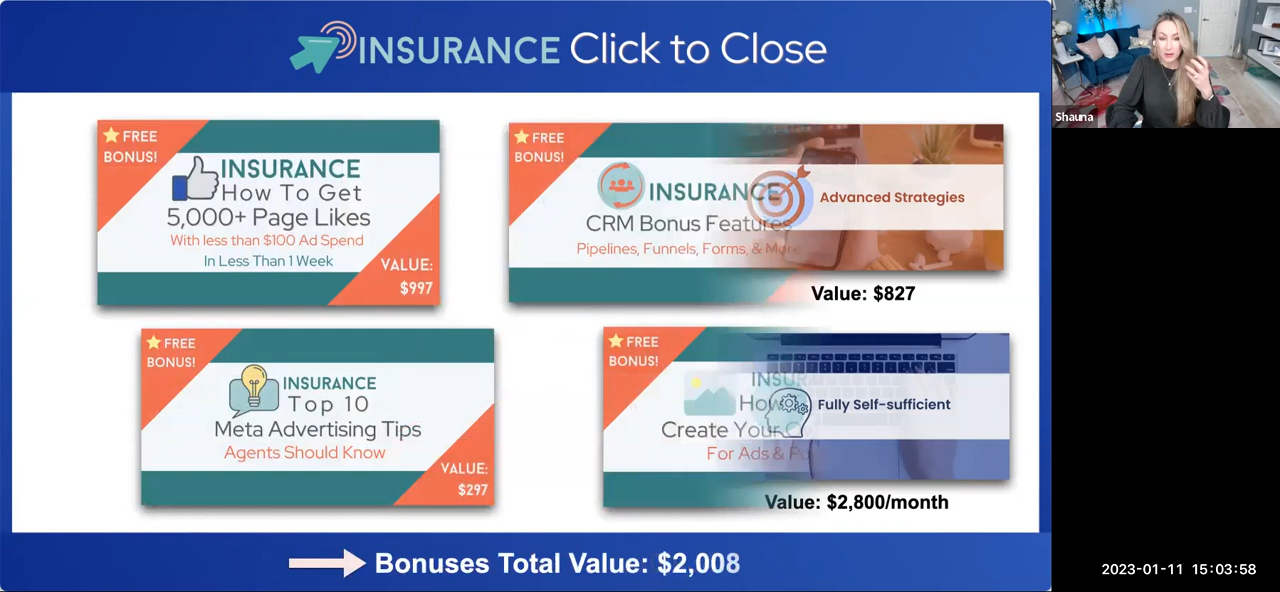 INSURANCE Click to Close
Shauna
FREE
BONUS!
INSURANCE
How To Get
5,000+ Page Likes
With less than $100 Ad Spend
In Less Than 1 Week
VALUE:
$997
FREE
BONUS!
INSURANCE
CRM Bonus Features
Pipelines, Funnels, Forms, & More
Advanced Strategies
Value: $827
FREE
BONUS!
INSURANCE
Top 10
Meta Advertising Tips
Agents Should Know
VALUE:
$297
FREE
BONUS!
INSUR
How
Create Your
For Ads & Po
Fully Self-sufficient
Value: $2,800/month
Bonuses Total Value: $2,008
2023-01-11 15:03:58